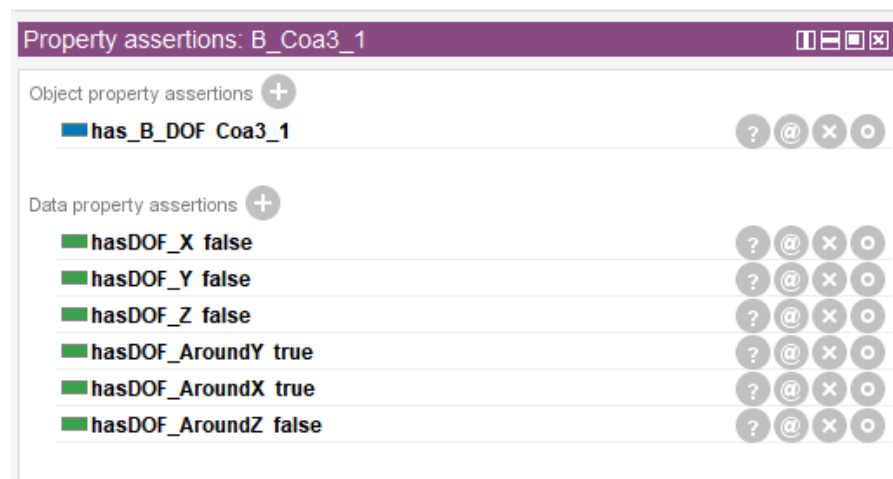 Property assertions: B_Coa3_1
Object property assertions
has_B_DOF Coa3_1
? @
Data property assertions
hasDOF_X false
? @
hasDOF_Y false
? @
hasDOF_Z false
? @
hasDOF_AroundY true
? @
hasDOF_AroundX true
? @
hasDOF_AroundZ false
? @